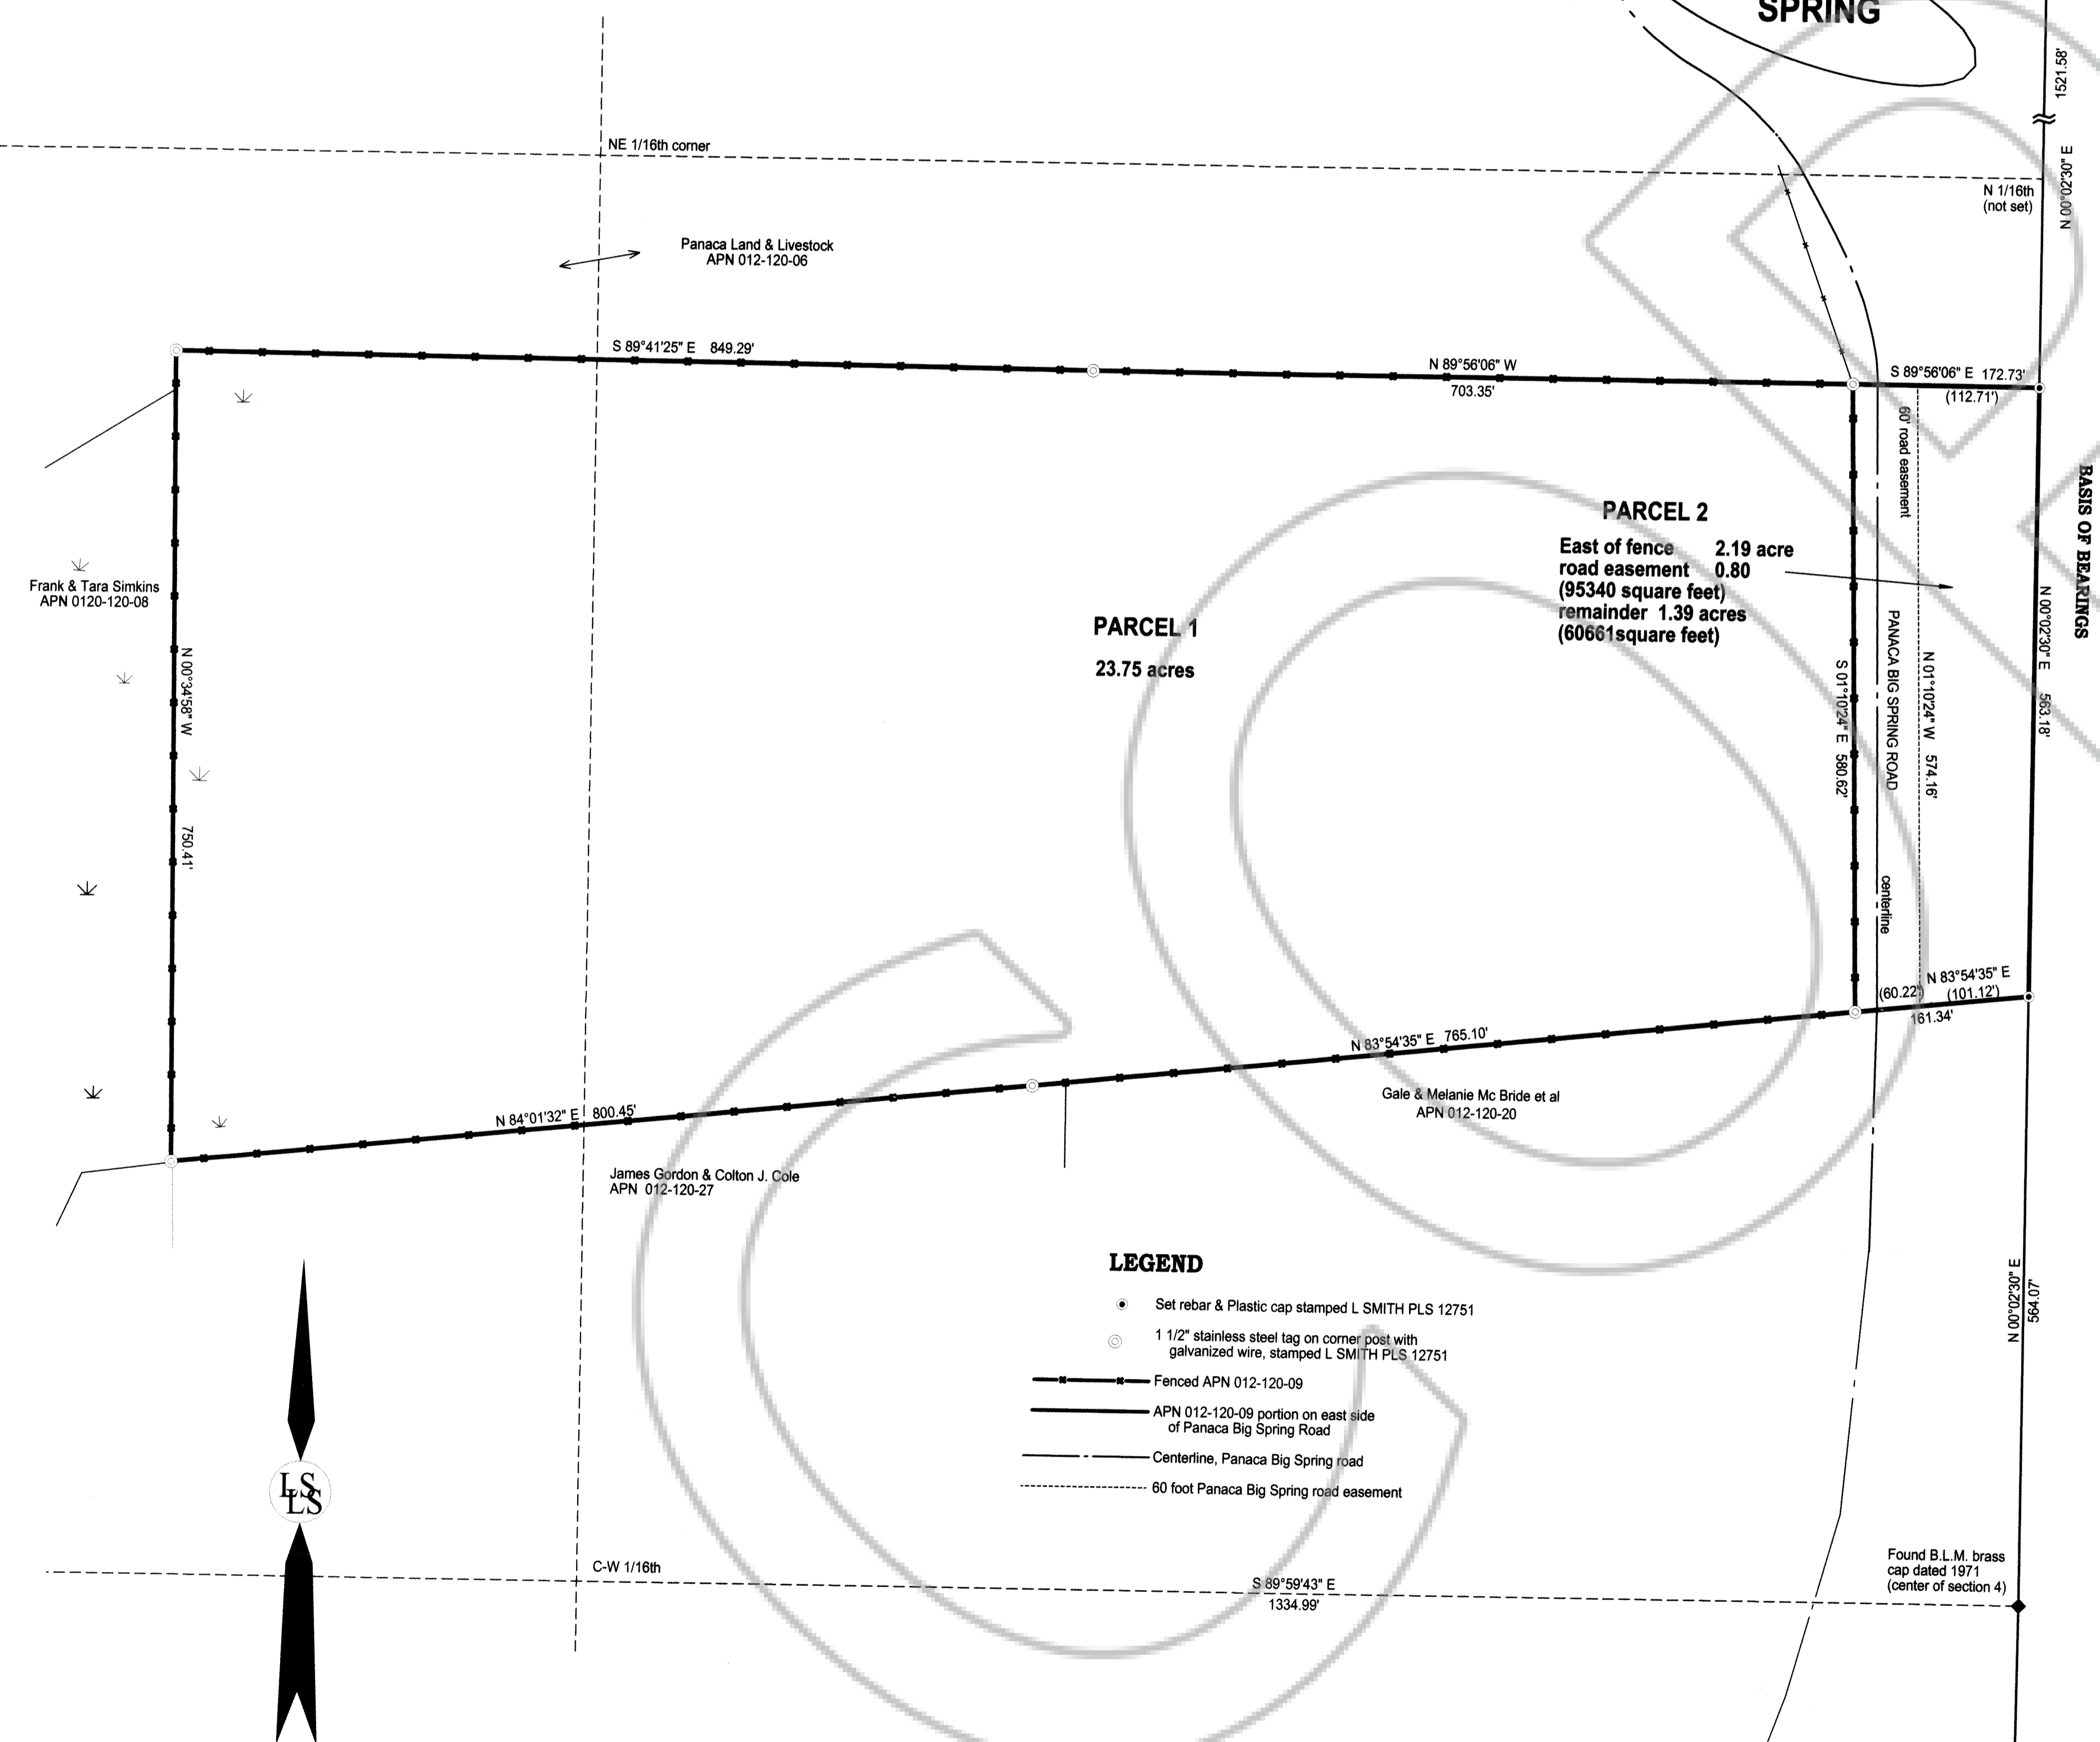 SPRING
1521.58'
NE 1/16th corner
N 00°02'30" E
N 1/16th
(not set)
Panaca Land & Livestock
APN 012-120-06
S 89°41'25" E 849.29'
N 89°56'06" W
703.35'
S 89°56'06" E 172.73'
(112.71')
60' road easement
BASIS OF BEARINGS
PARCEL 2
East of fence 2.19 acre
road easement 0.80
(95340 square feet)
remainder 1.39 acres
(60661square feet)
Frank & Tara Simkins
APN 0120-120-08
PARCEL 1
23.75 acres
N 00°34'58" W
750.41'
S 01°10'24" E 580.62'
PANACA BIG SPRING ROAD
centerline
N 01°10'24" W 574.16'
N 00°02'30" E 563.18'
N 83°54'35" E
(60.22')
(101.12')
161.34'
N 83°54'35" E 765.10'
N 84°01'32" E 800.45'
Gale & Melanie Mc Bride et al
APN 012-120-20
James Gordon & Colton J. Cole
APN 012-120-27
LEGEND
Set rebar & Plastic cap stamped L SMITH PLS 12751
1 1/2" stainless steel tag on corner post with
galvanized wire, stamped L SMITH PLS 12751
Fenced APN 012-120-09
APN 012-120-09 portion on east side
of Panaca Big Spring Road
Centerline, Panaca Big Spring road
60 foot Panaca Big Spring road easement
N 00°02'30" E
564.07'
LS
LS
C-W 1/16th
S 89°59'43" E
1334.99'
Found B.L.M. brass
cap dated 1971
(center of section 4)